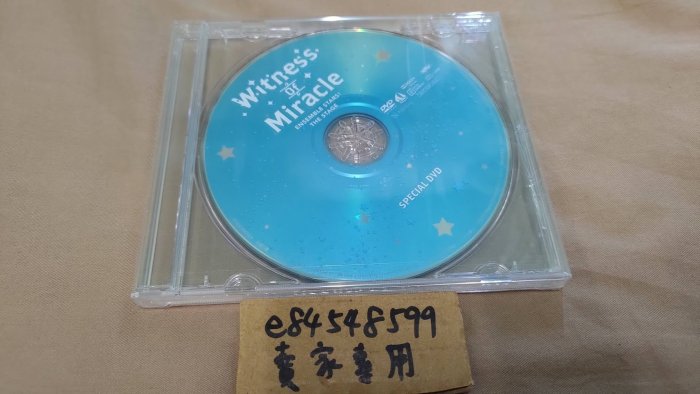 Witness
of
Miracle
ENSEMBLE STARS!
THE STAGE
DVD
SPECIAL DVD
e84548599
賣家專用